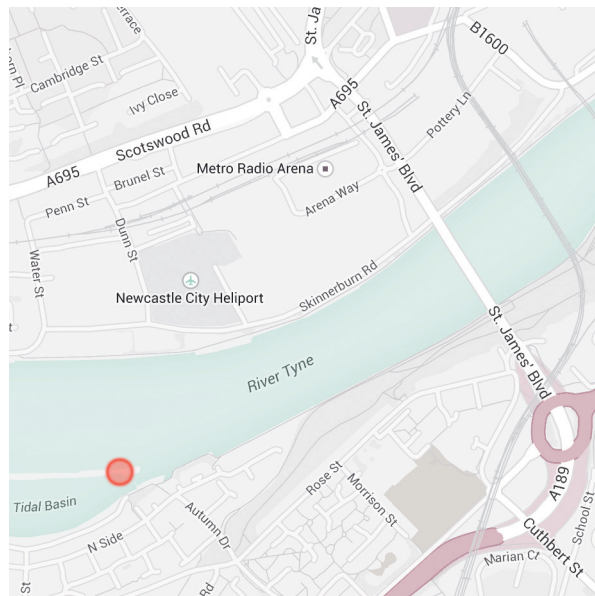 St. Ja
B1600
Cambridge St
Ivy Close
A695
St. James' Blvd
Pottery Ln
Scotswood Rd
Metro Radio Arena
A695
Brunel St
Arena Way
Penn St
Dunn St
Water St
Newcastle City Heliport
Skinnerburn Rd
St. James' Blvd
River Tyne
Rose St
A189
Tidal Basin
Morrison St
Autumn Dr
School St
N Side
Cuthbert St
Marian Ct
Rd
St